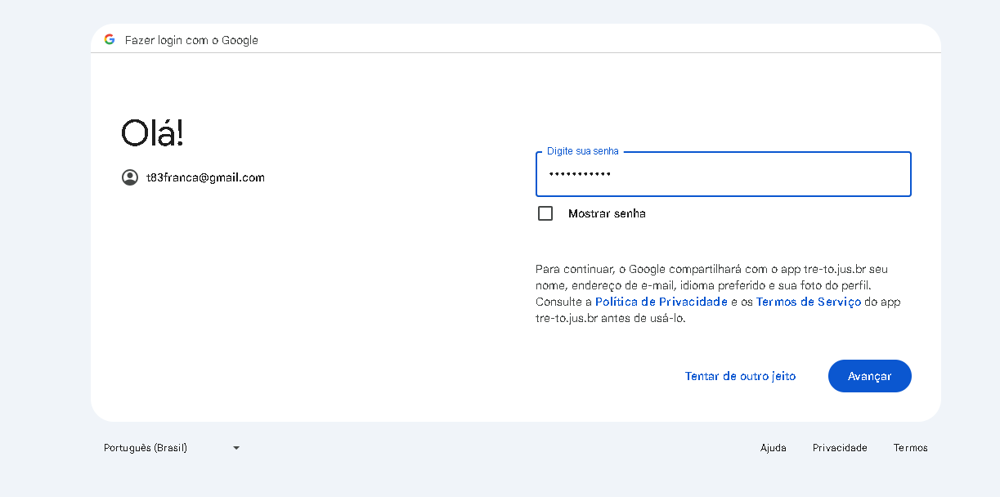 Fazer login com o Google
Olá!
t83franca@gmail.com
Digite sua senha
•••••••••••
Mostrar senha
Para continuar, o Google compartilhará com o app tre-to.jus.br seu
nome, endereço de e-mail, idioma preferido e sua foto do perfil.
Consulte a Política de Privacidade e os Termos de Serviço do app
tre-to.jus.br antes de usá-lo.
Tentar de outro jeito
Avançar
Português (Brasil)
Ajuda
Privacidade
Termos